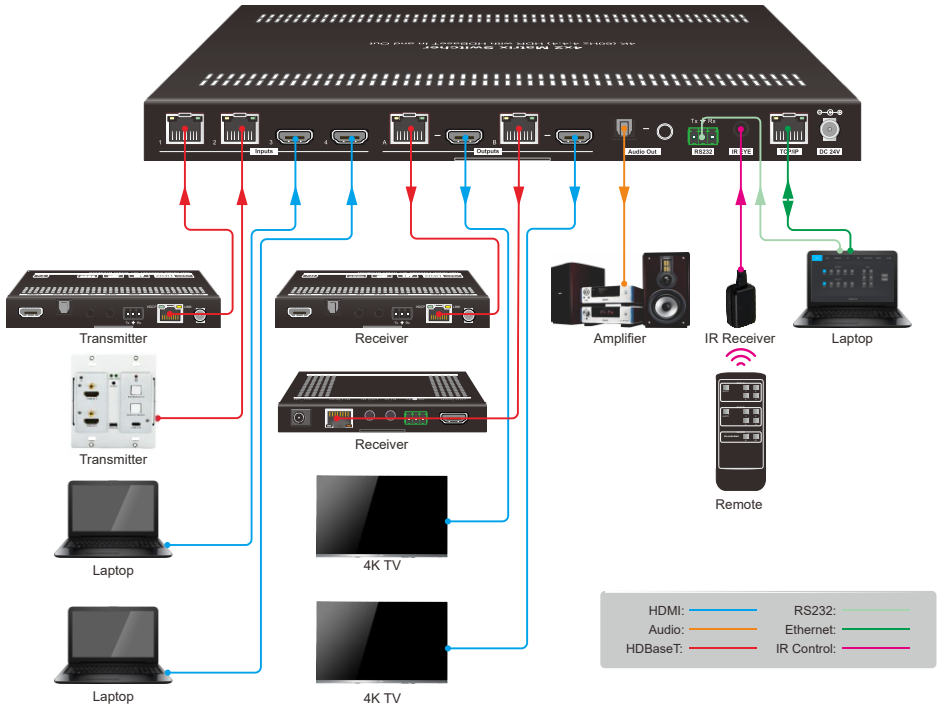 4x2 Matrix Switcher
4K (60Hz 4:4:4) HDR with HDBaseT In and Out
1 2 3 4 A B
Tx Rx
Inputs
Outputs
Audio Out
RS232
IR EYE
TCP/IP
DC 24V
Transmitter
Receiver
Amplifier
IR Receiver
Laptop
Transmitter
Receiver
Remote
Laptop
4K TV
Laptop
4K TV
HDMI:
RS232:
Audio:
Ethernet:
HDBaseT:
IR Control: